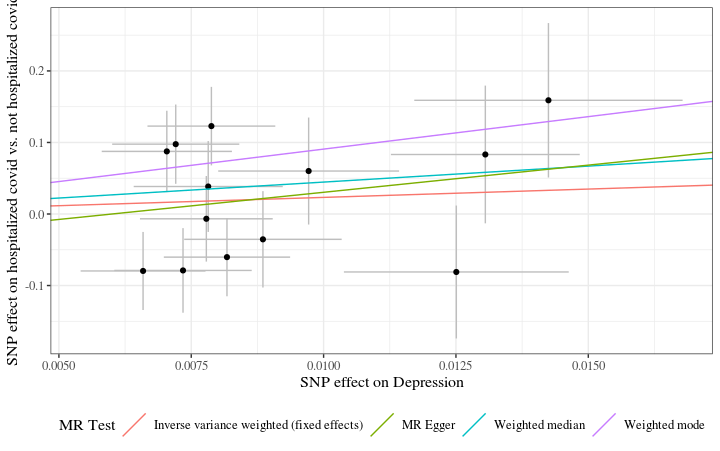 SNP effect on hospitalized covid vs. not hospitalized covid
0.2
0.1
0.0
-0.1
0.0050 0.0075 0.0100 0.0125 0.0150
SNP effect on Depression
MR Test Inverse variance weighted (fixed effects) MR Egger Weighted median Weighted mode